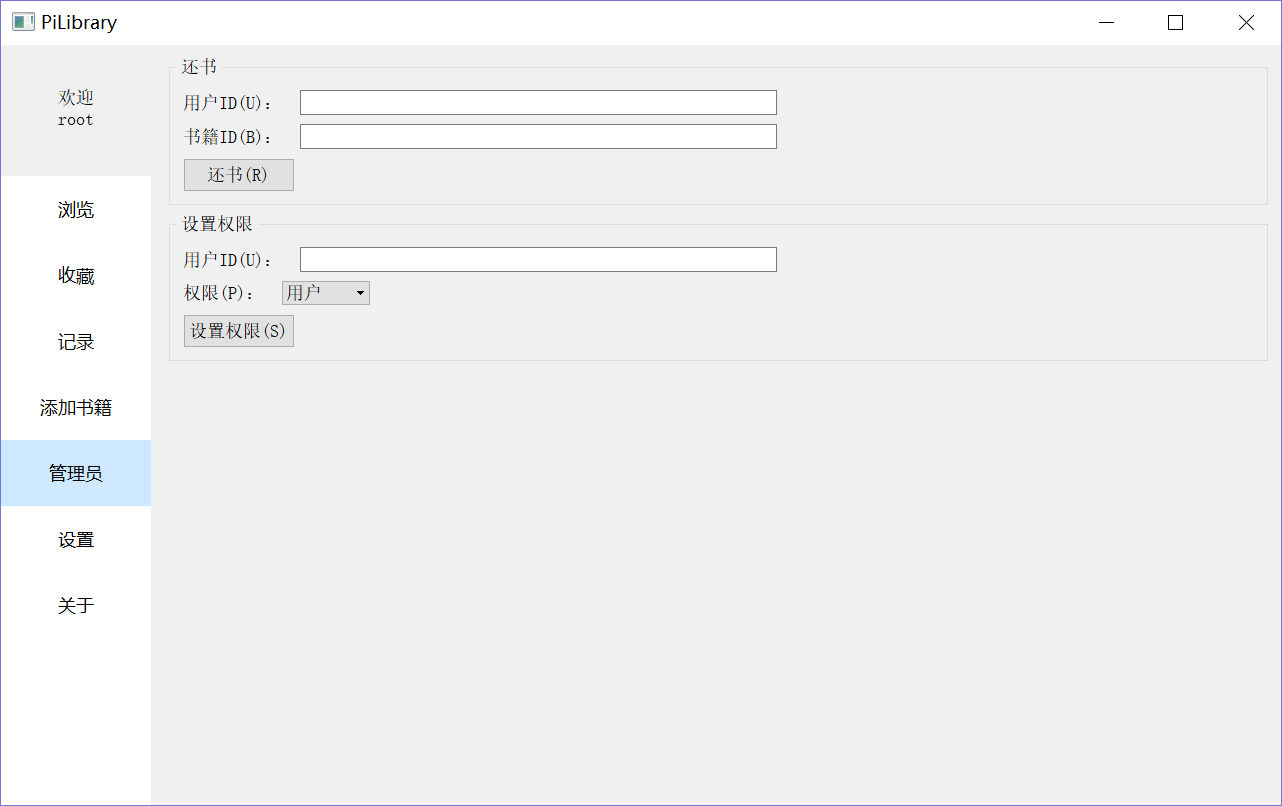 PiLibrary
欢迎
root
浏览
收藏
记录
添加书籍
管理员
设置
关于
还书
用户ID(U)：
书籍ID(B)：
还书(R)
设置权限
用户ID(U)：
权限(P)： 用户
设置权限(S)